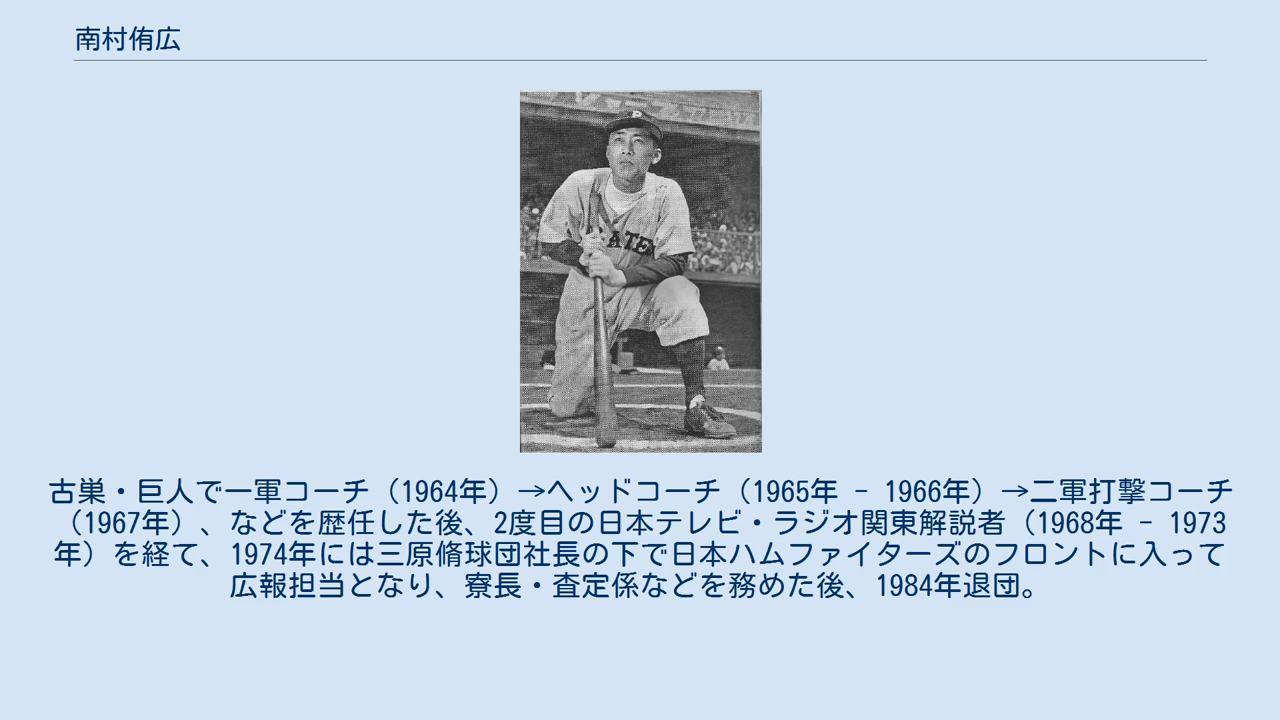 南村侑広
P
ATE
古巣・巨人で一軍コーチ（1964年）→ヘッドコーチ（1965年 - 1966年）→二軍打撃コーチ
（1967年）、などを歴任した後、2度目の日本テレビ・ラジオ関東解説者（1968年 - 1973
年）を経て、1974年には三原脩球団社長の下で日本ハムファイターズのフロントに入って
広報担当となり、寮長・査定係などを務めた後、1984年退団。